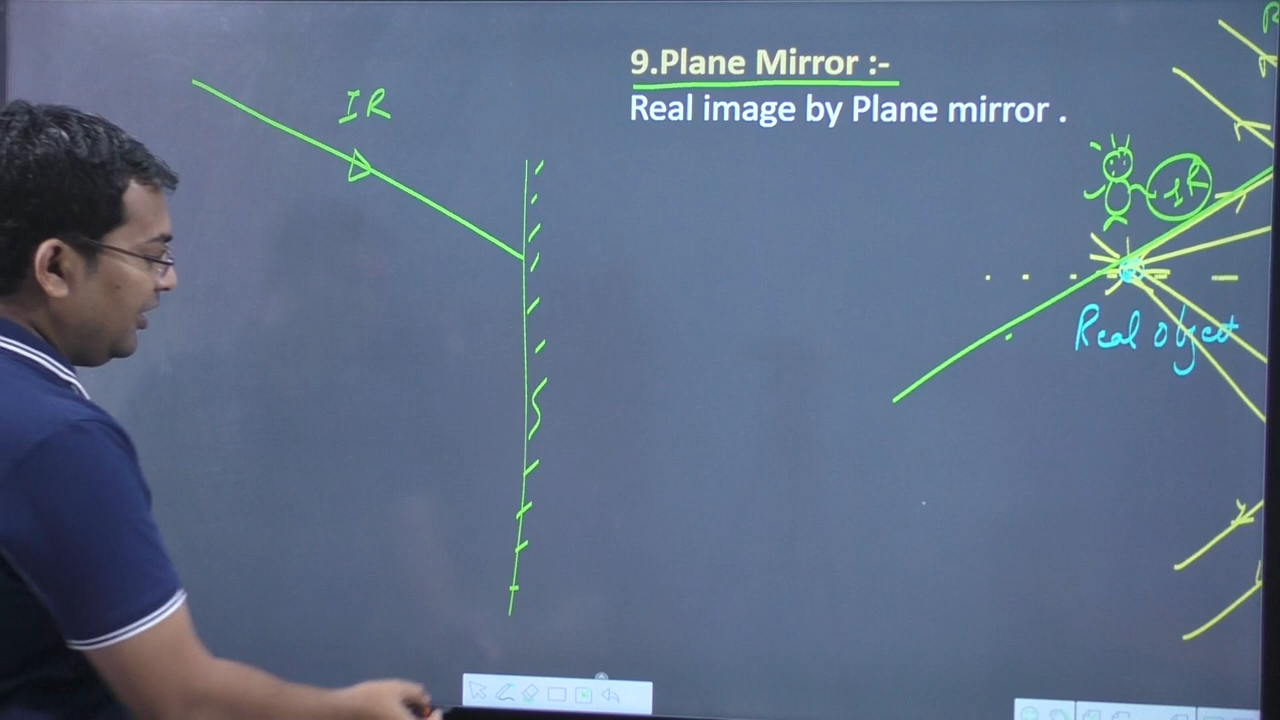 9.Plane Mirror :-
Real image by Plane mirror .
IR
IR
Real object